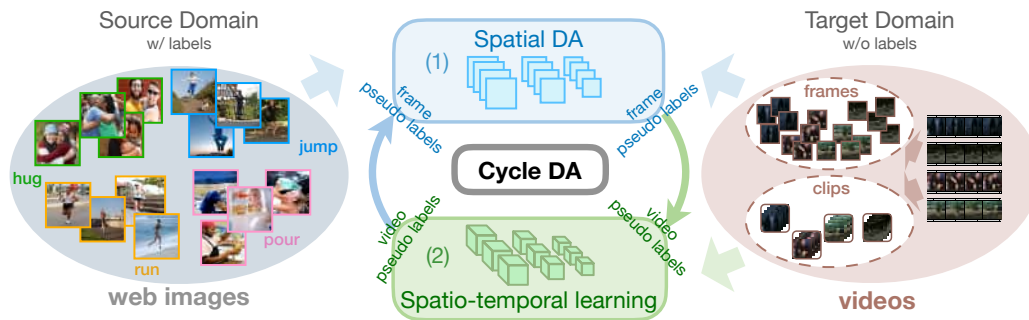 Source Domain
w/ labels
hug
jump
run
pour
web images
(1)
Spatial DA
frame
pseudo labels
frame
pseudo labels
Cycle DA
video
pseudo labels
video
pseudo labels
(2)
Spatio-temporal learning
Target Domain
w/o labels
frames
clips
videos